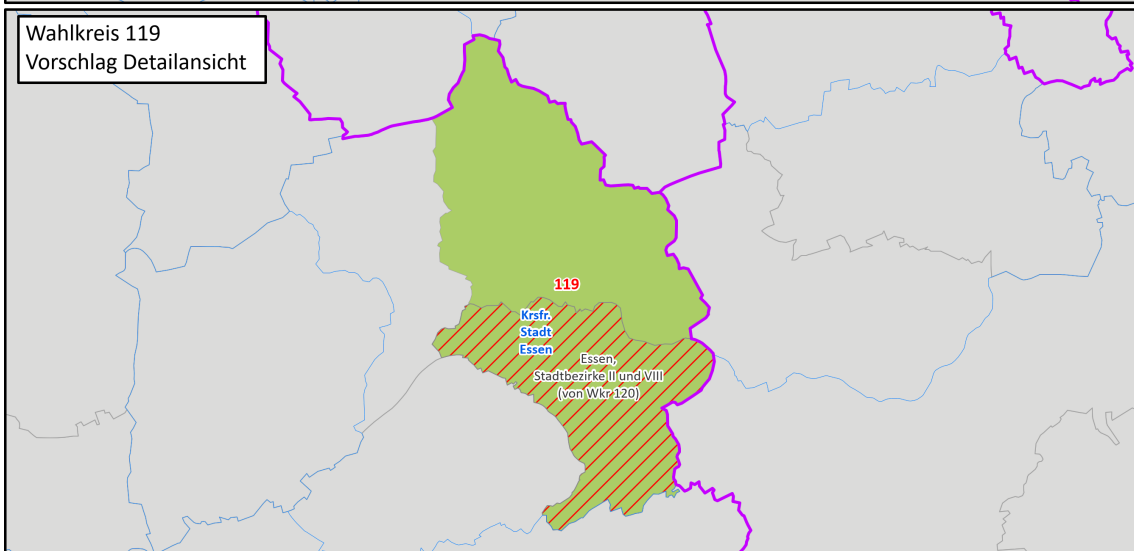 Wahlkreis 119
Vorschlag Detailansicht
119
Krsfr.
Stadt
Essen
Essen,
Stadtbezirke II und VIII
(von Wkr 120)